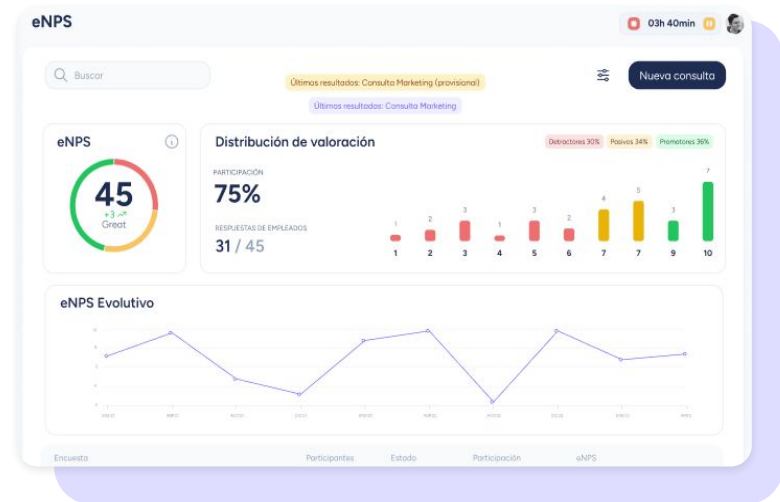 eNPS
03h 40min
Buscar
Últimos resultados: Consulta Marketing (provisional)
Nueva consulta
Últimos resultados: Consulta Marketing
eNPS
45
+3
Great
Distribución de valoración
Detractores 30%
Pasivos 34%
Promotores 36%
PARTICIPACIÓN
75%
RESPUESTAS DE EMPLEADOS
31 / 45
1 2 3 1 3 2 4 5 3 7
1 2 3 4 5 6 7 7 9 10
eNPS Evolutivo
Encuesta Participantes Estado Participación eNPS